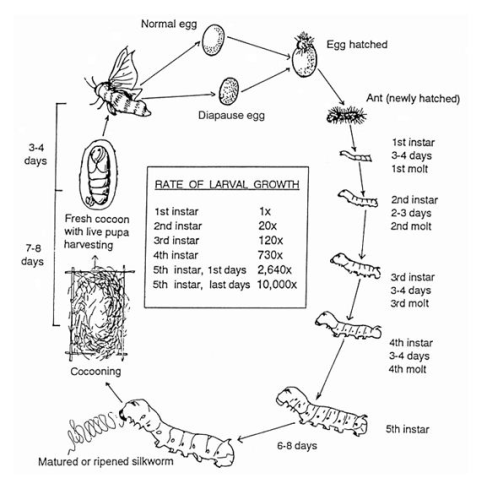 Normal egg
Egg hatched
Diapause egg
Ant (newly hatched)
1st instar
3-4 days
1st molt
2nd instar
2-3 days
2nd molt
3rd instar
3-4 days
3rd molt
4th instar
3-4 days
4th molt
5th instar
6-8 days
Matured or ripened silkworm
Cocooning
7-8
days
Fresh cocoon
with live pupa
harvesting
3-4
days
RATE OF LARVAL GROWTH
1st instar 1x
2nd instar 20x
3rd instar 120x
4th instar 730x
5th instar, 1st days 2,640x
5th instar, last days 10,000x